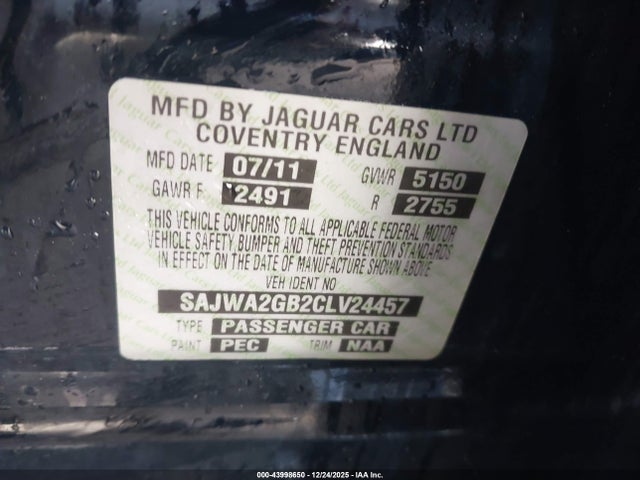 MFD BY JAGUAR CARS LTD
COVENTRY ENGLAND
MFD DATE 07/11 GVWR 5150
GAWR F 2491 R 2755
THIS VEHICLE CONFORMS TO ALL APPLICABLE FEDERAL MOTOR
VEHICLE SAFETY, BUMPER AND THEFT PREVENTION STANDARDS
IN EFFECT ON THE DATE OF MANUFACTURE SHOWN ABOVE
VEH IDENT NO
SAJWA2GB2CLV24457
TYPE PASSENGER CAR
PAINT PEC TRIM NAA
000-43998650 - 12/24/2025 - IAA Inc.